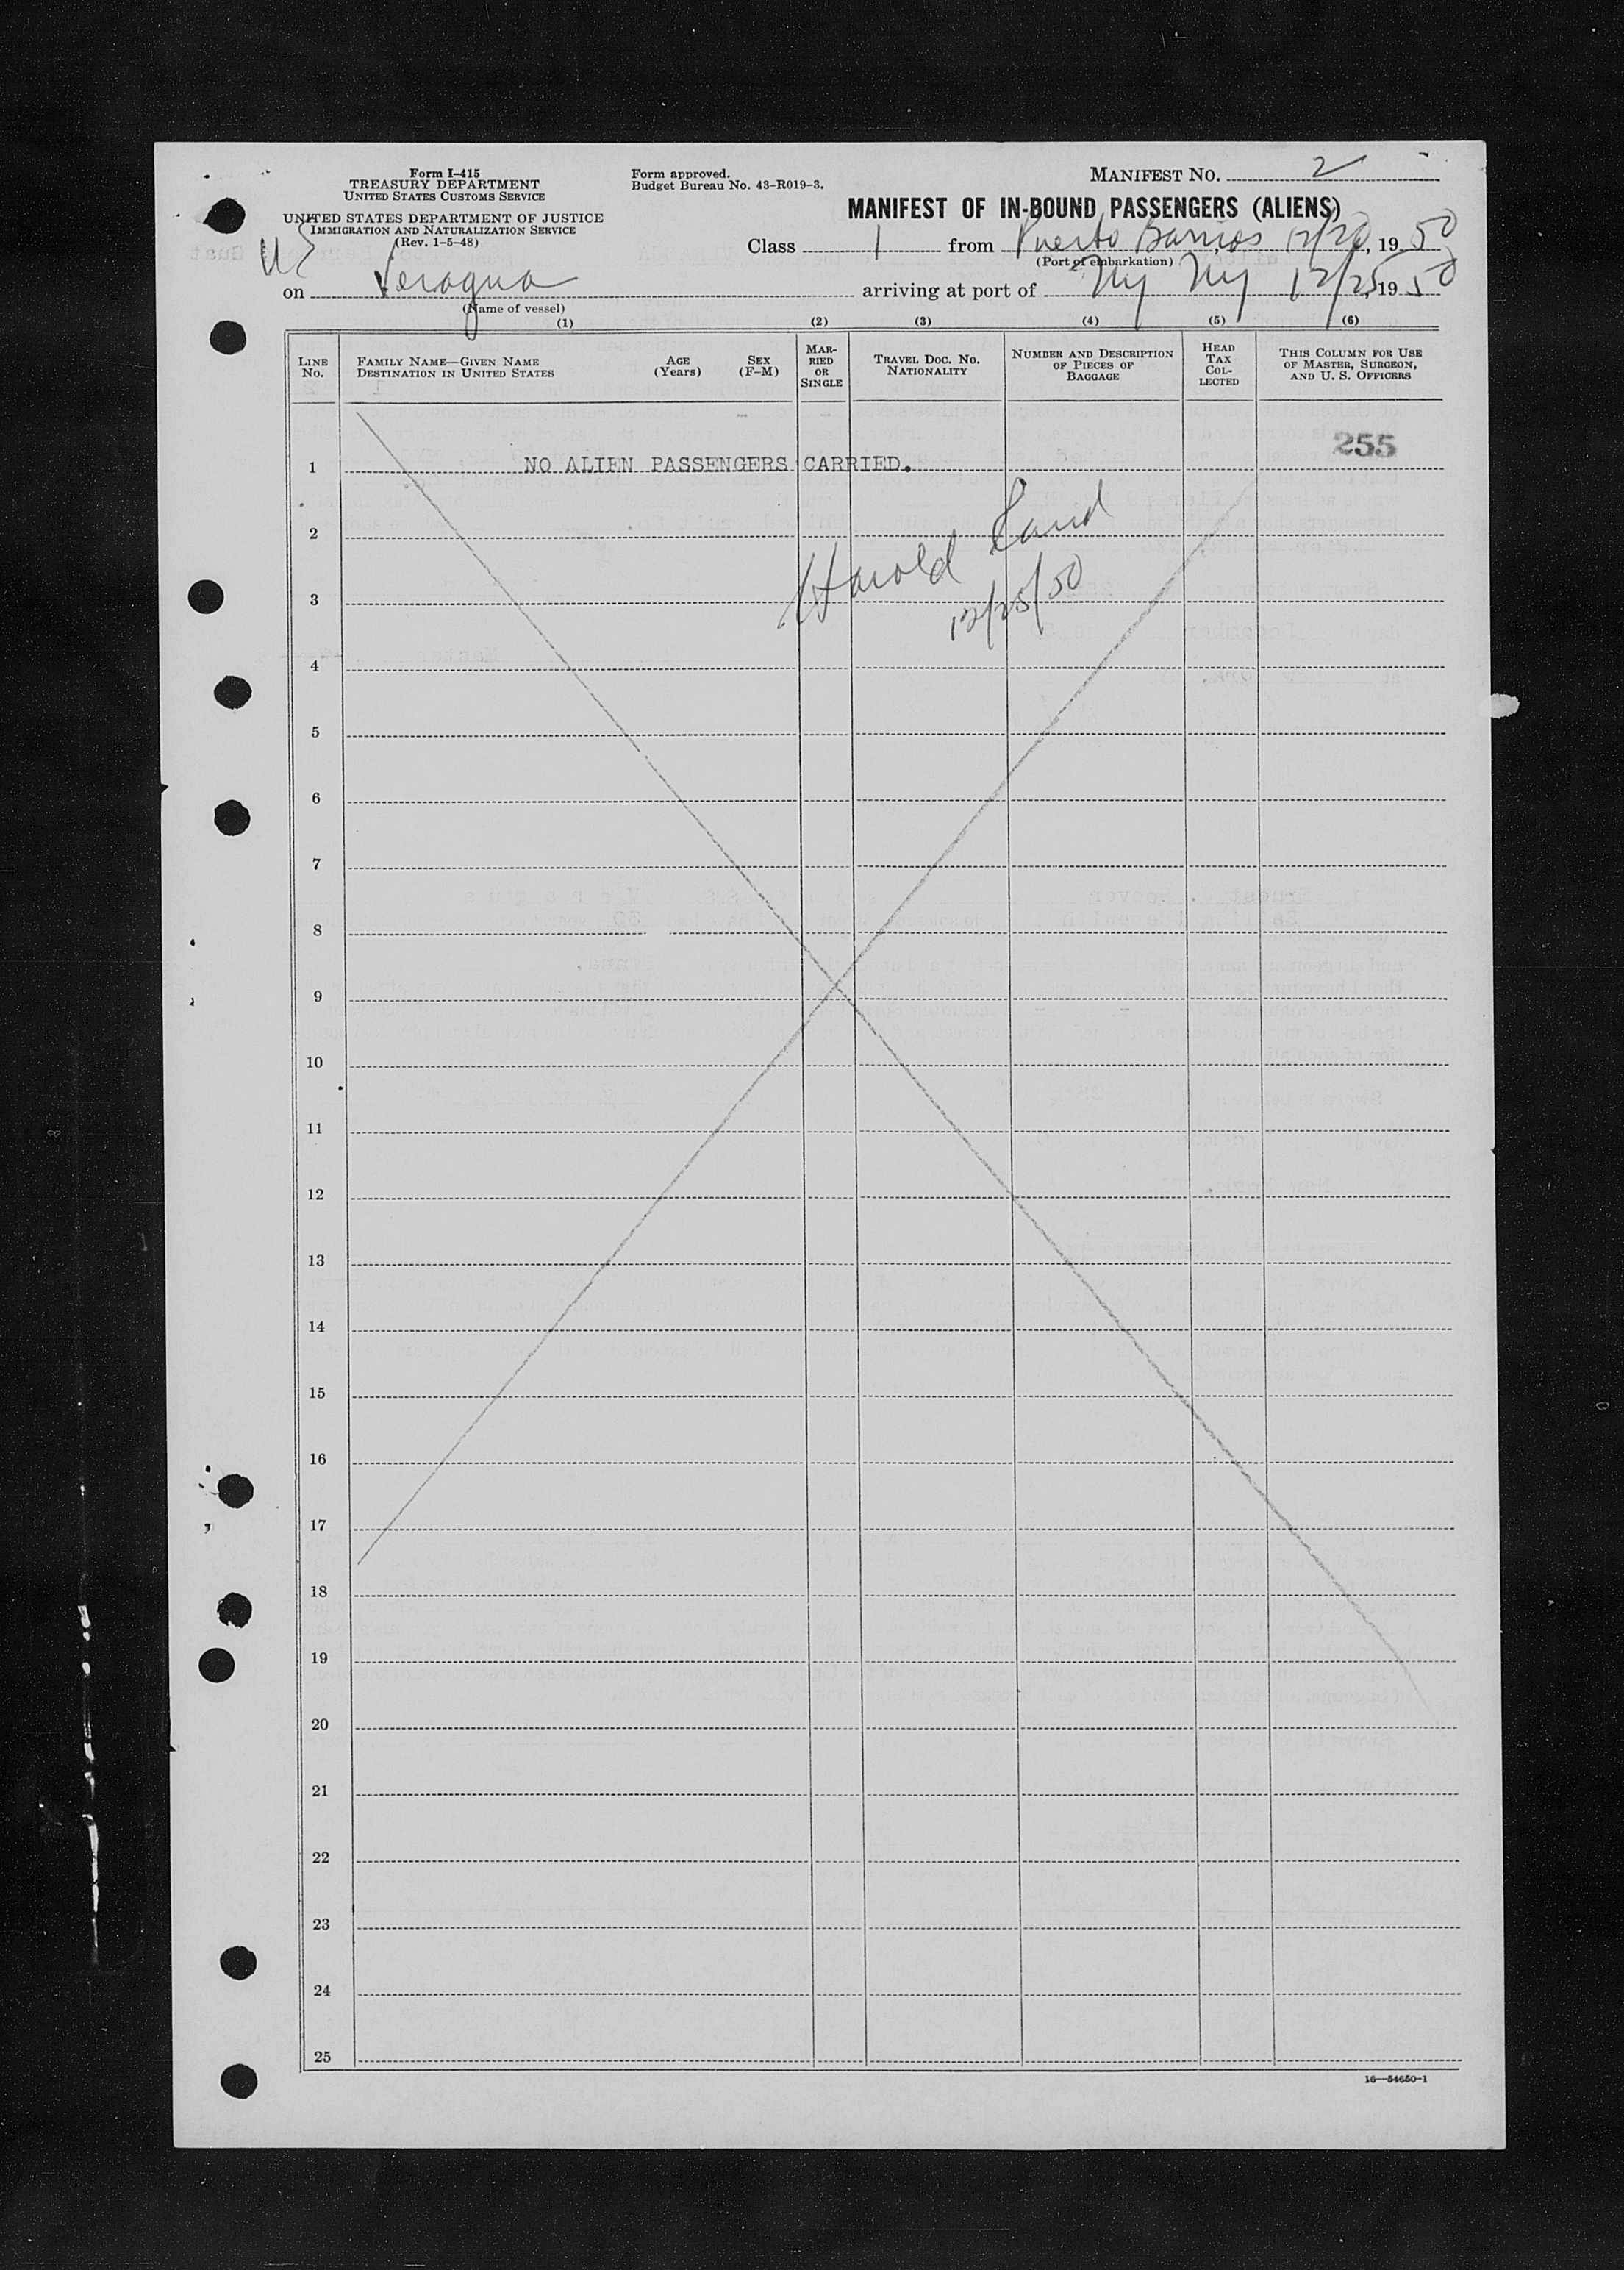 Form I-415
TREASURY DEPARTMENT
UNITED STATES CUSTOMS SERVICE
UNITED STATES DEPARTMENT OF JUSTICE
IMMIGRATION AND NATURALIZATION SERVICE
(Rev. 1-5-48)
Form approved.
Budget Bureau No. 43-R019-3.
MANIFEST NO. 2
MANIFEST OF IN-BOUND PASSENGERS (ALIENS)
Class 1 from Puerto Barrios, 12/20, 1950
(Port of embarkation)
US
on Veragua arriving at port of NY NY 12/25, 1950
(Name of vessel)
(1) (2) (3) (4) (5) (6)
LINE No.
FAMILY NAME—GIVEN NAME
DESTINATION IN UNITED STATES
AGE (Years)
SEX (F-M)
MARRIED OR SINGLE
TRAVEL DOC. NO. NATIONALITY
NUMBER AND DESCRIPTION OF PIECES OF BAGGAGE
HEAD TAX COLLECTED
THIS COLUMN FOR USE OF MASTER, SURGEON, AND U. S. OFFICERS
255
1 NO ALIEN PASSENGERS CARRIED.
2 Harold
3 12/25/50
4
5
6
7
8
9
10
11
12
13
14
15
16
17
18
19
20
21
22
23
24
25
16—54650-1